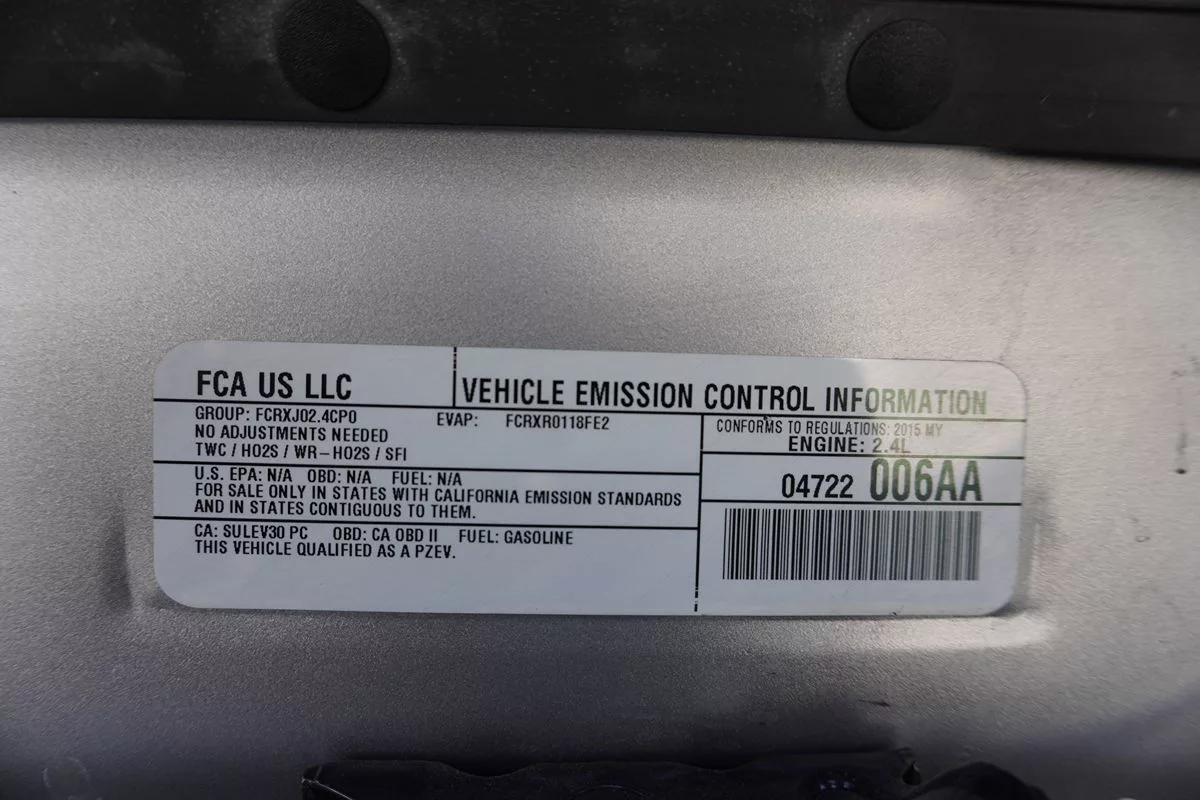 FCA US LLC
VEHICLE EMISSION CONTROL INFORMATION
GROUP: FCRXJ02.4CP0 EVAP: FCRXR0118FE2
NO ADJUSTMENTS NEEDED
TWC / HO2S / WR-HO2S / SFI
CONFORMS TO REGULATIONS: 2015 MY
ENGINE: 2.4L
U.S. EPA: N/A OBD: N/A FUEL: N/A
FOR SALE ONLY IN STATES WITH CALIFORNIA EMISSION STANDARDS
AND IN STATES CONTIGUOUS TO THEM.
04722 006AA
CA: SULEV30 PC OBD: CA OBD II FUEL: GASOLINE
THIS VEHICLE QUALIFIED AS A PZEV.